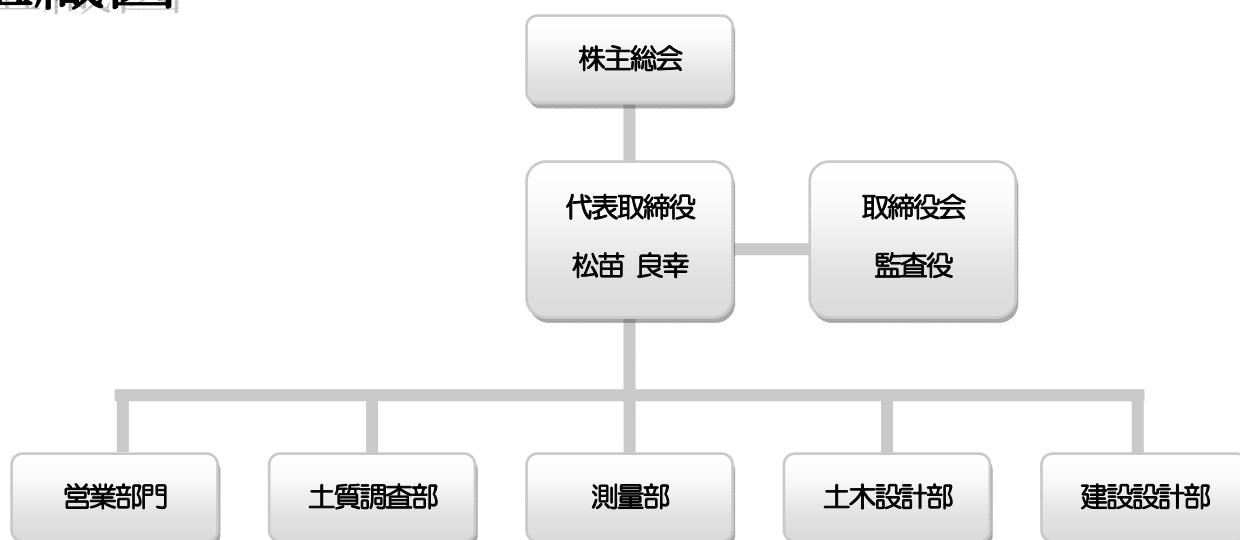 株主総会
代表取締役
松苗 良幸
取締役会
監査役
営業部門
土質調査部
測量部
土木設計部
建設設計部